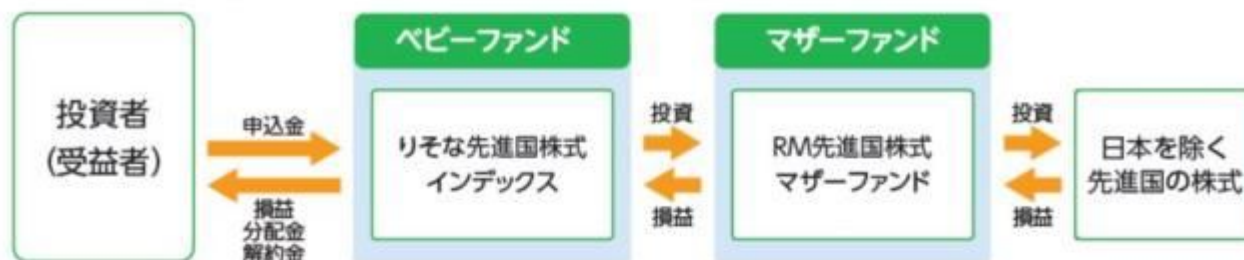 投資者
(受益者)
申込金
損益
分配金
解約金
ベビーファンド
りそな先進国株式
インデックス
投資
損益
マザーファンド
RM先進国株式
マザーファンド
投資
損益
日本を除く
先進国の株式